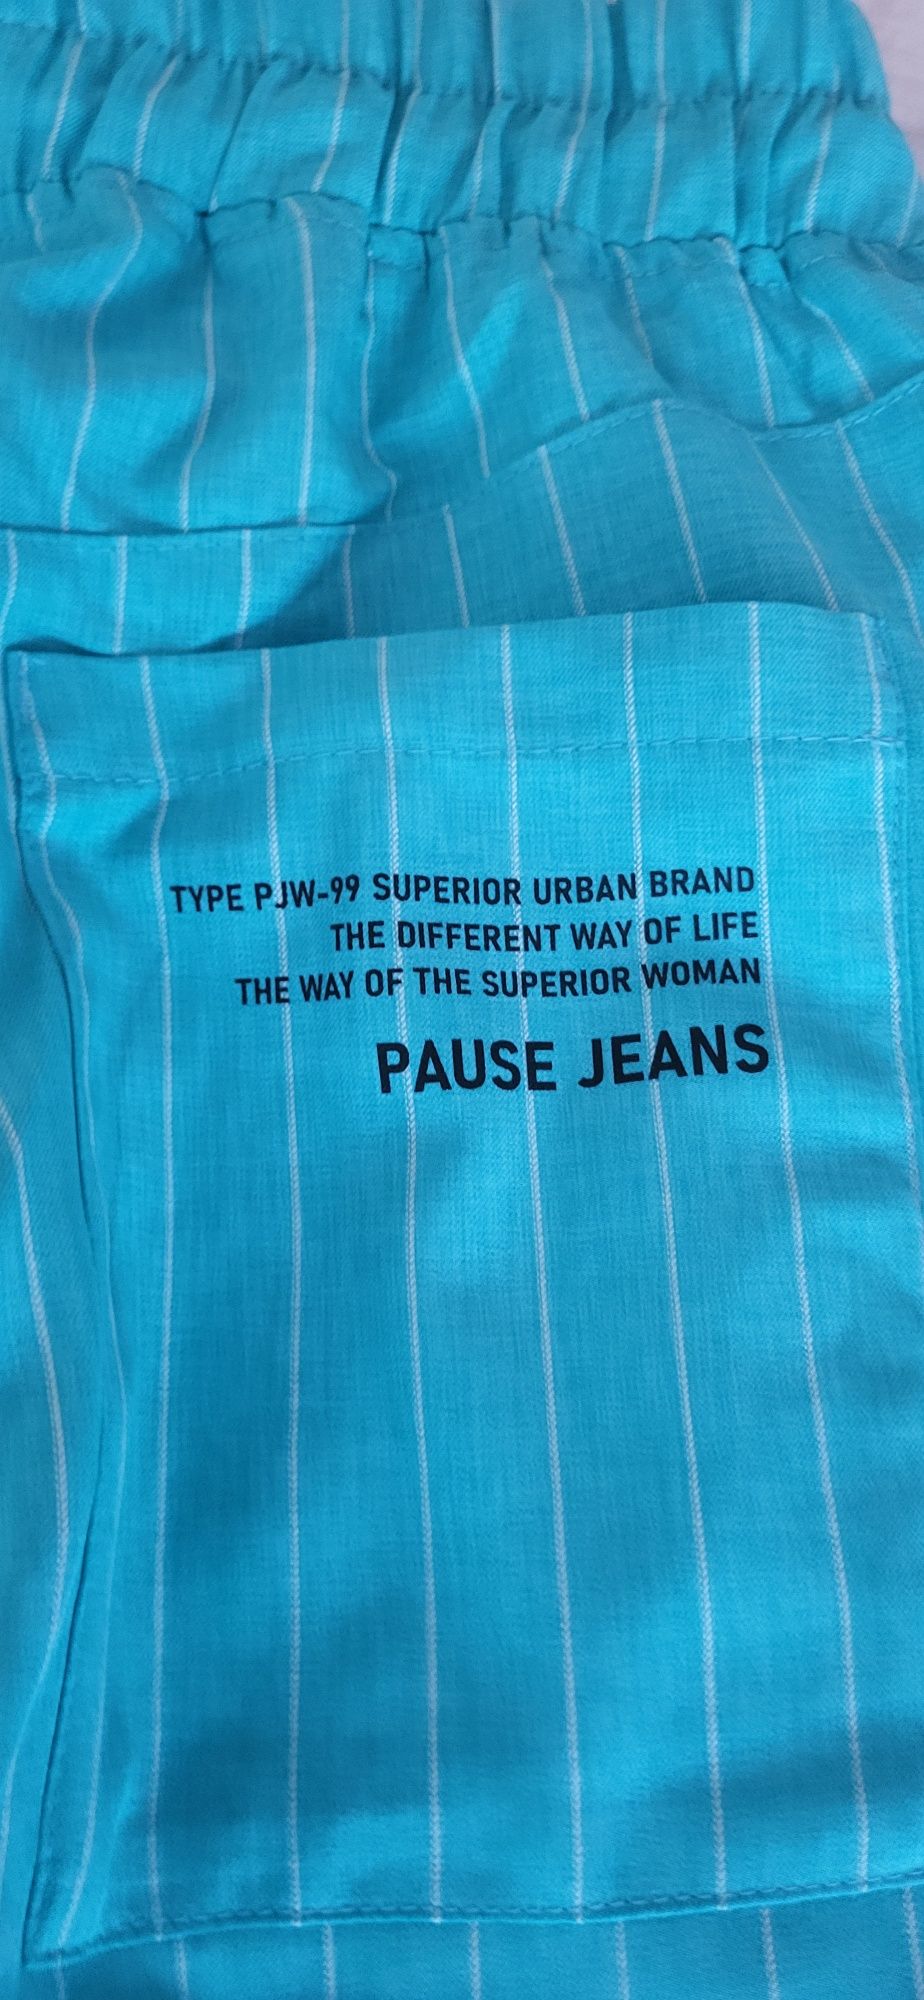 TYPE PJW-99 SUPERIOR URBAN BRAND
THE DIFFERENT WAY OF LIFE
THE WAY OF THE SUPERIOR WOMAN
PAUSE JEANS